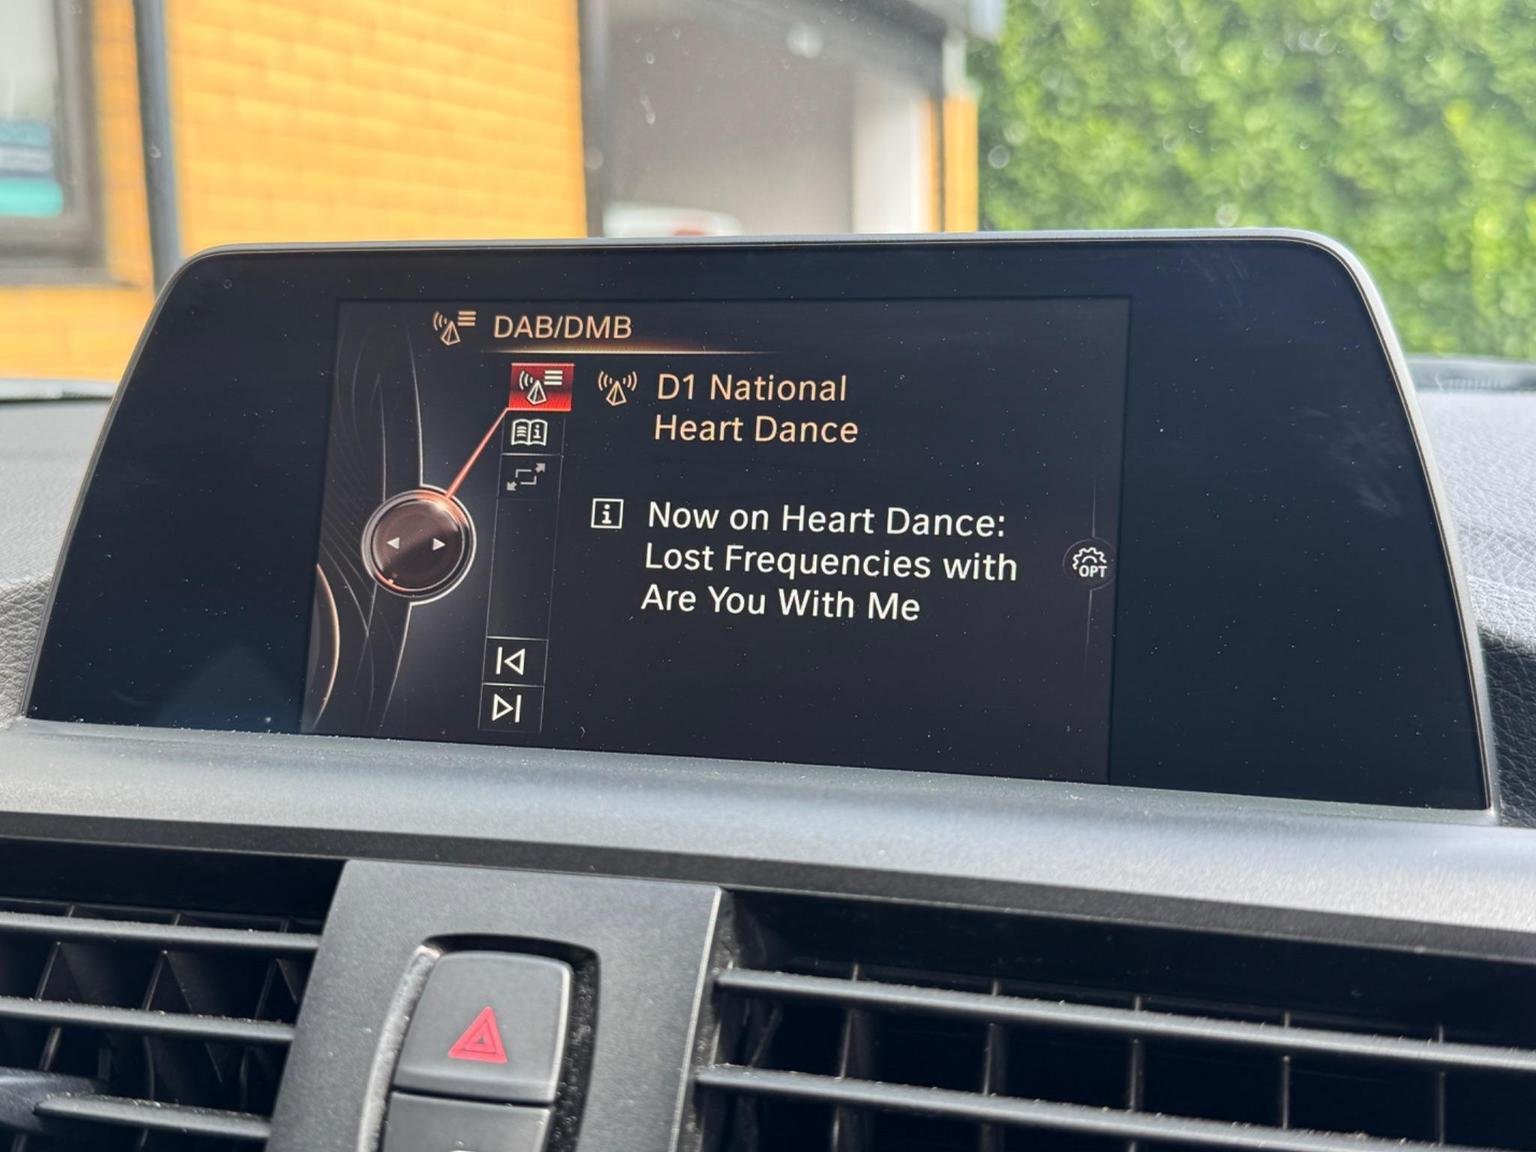 DAB/DMB
D1 National
Heart Dance
Now on Heart Dance:
Lost Frequencies with
Are You With Me
OPT